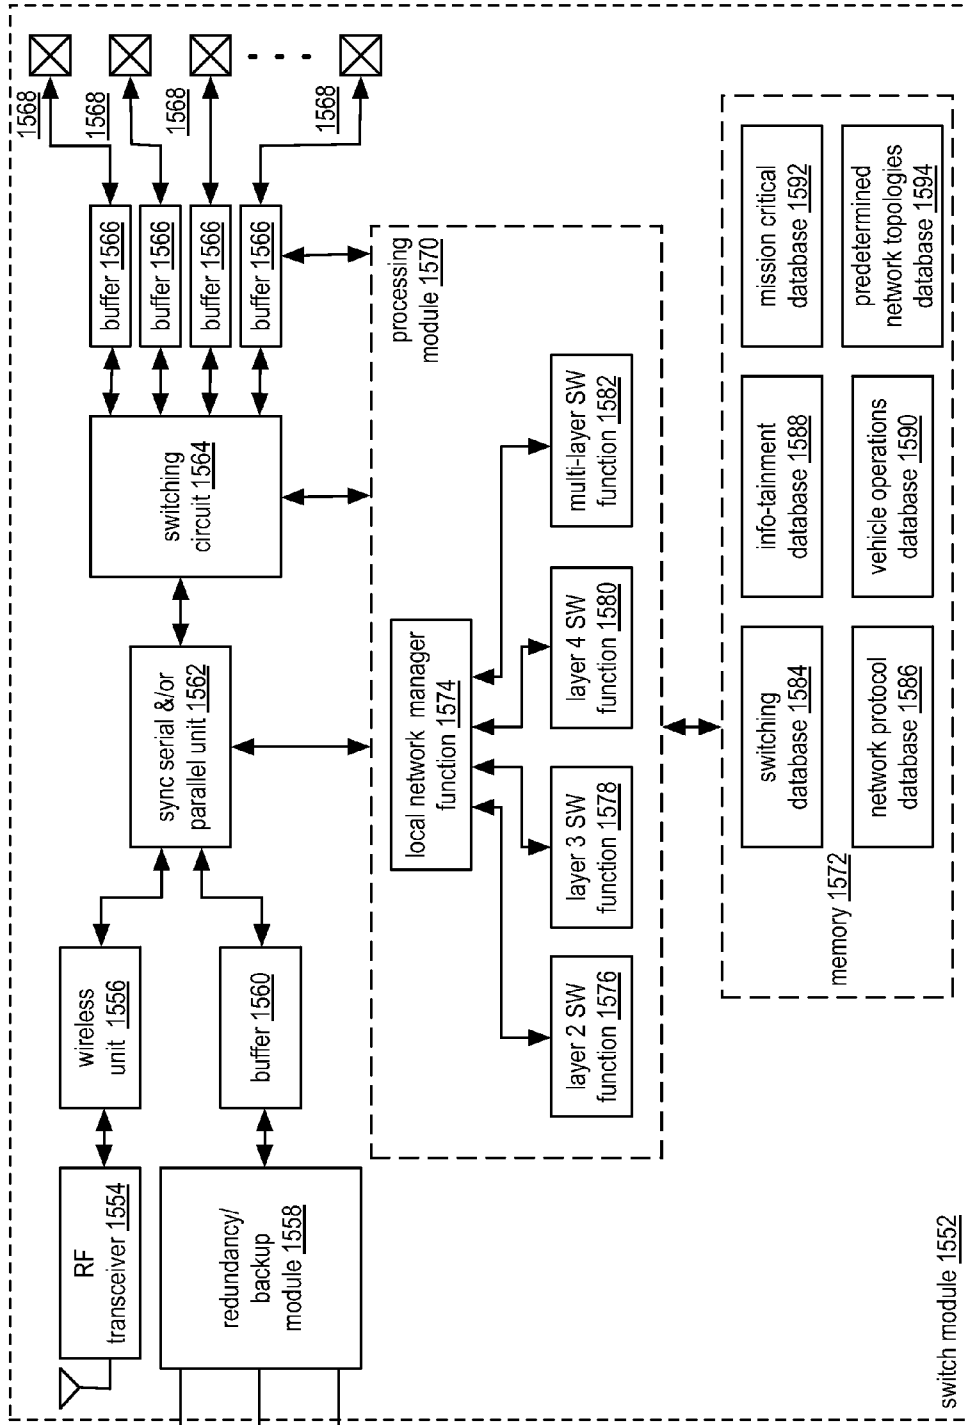 RF
transceiver 1554
wireless
unit 1556
redundancy/
backup
module 1558
buffer 1560
sync serial &/or
parallel unit 1562
switching
circuit 1564
buffer 1566
buffer 1566
buffer 1566
buffer 1566
1568
1568
1568
1568
processing
module 1570
local network manager
function 1574
layer 2 SW
function 1576
layer 3 SW
function 1578
layer 4 SW
function 1580
multi-layer SW
function 1582
memory 1572
switching
database 1584
info-tainment
database 1588
mission critical
database 1592
network protocol
database 1586
vehicle operations
database 1590
predetermined
network topologies
database 1594
switch module 1552